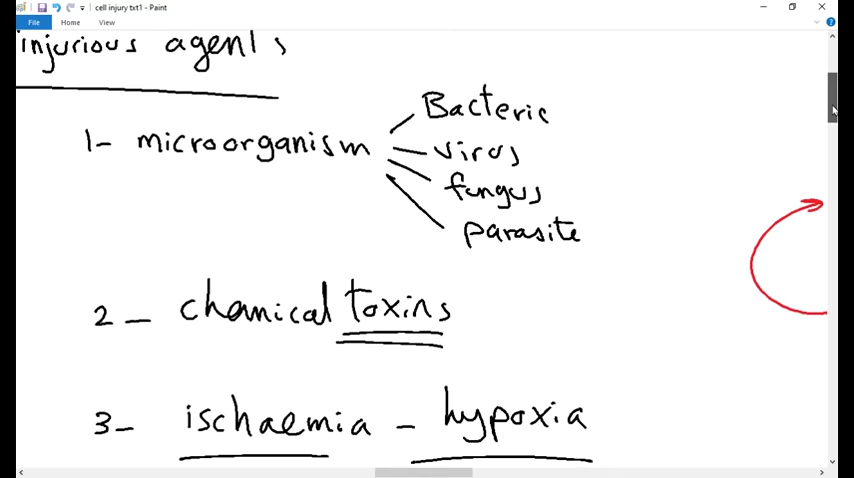 cell injury txt1 - Paint
File Home View
injurious agents
1- microorganism
Bacteria
virus
fungus
parasite
2- chamical toxins
3- ischaemia - hypoxia